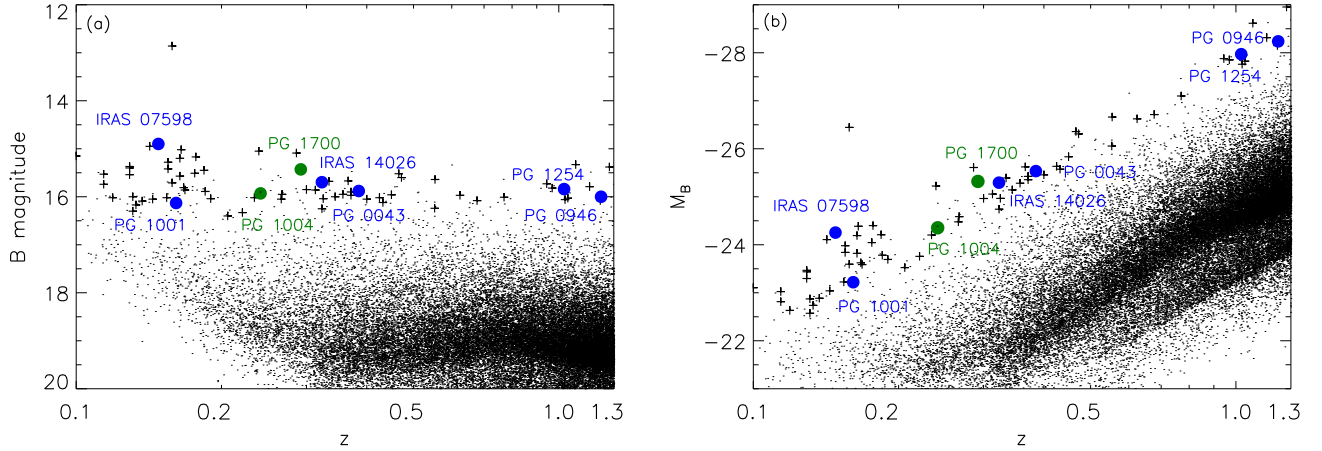 (a)
12
14
16
18
20
B magnitude
IRAS 07598
PG 1700
IRAS 14026
PG 1254
PG 1001
PG 1004
PG 0043
PG 0946
0.1
0.2
0.5
1.0
1.3
z
(b)
-28
-26
-24
-22
M_B
PG 0946
PG 1254
PG 1700
PG 0043
IRAS 14026
IRAS 07598
PG 1004
PG 1001
0.1
0.2
0.5
1.0
1.3
z